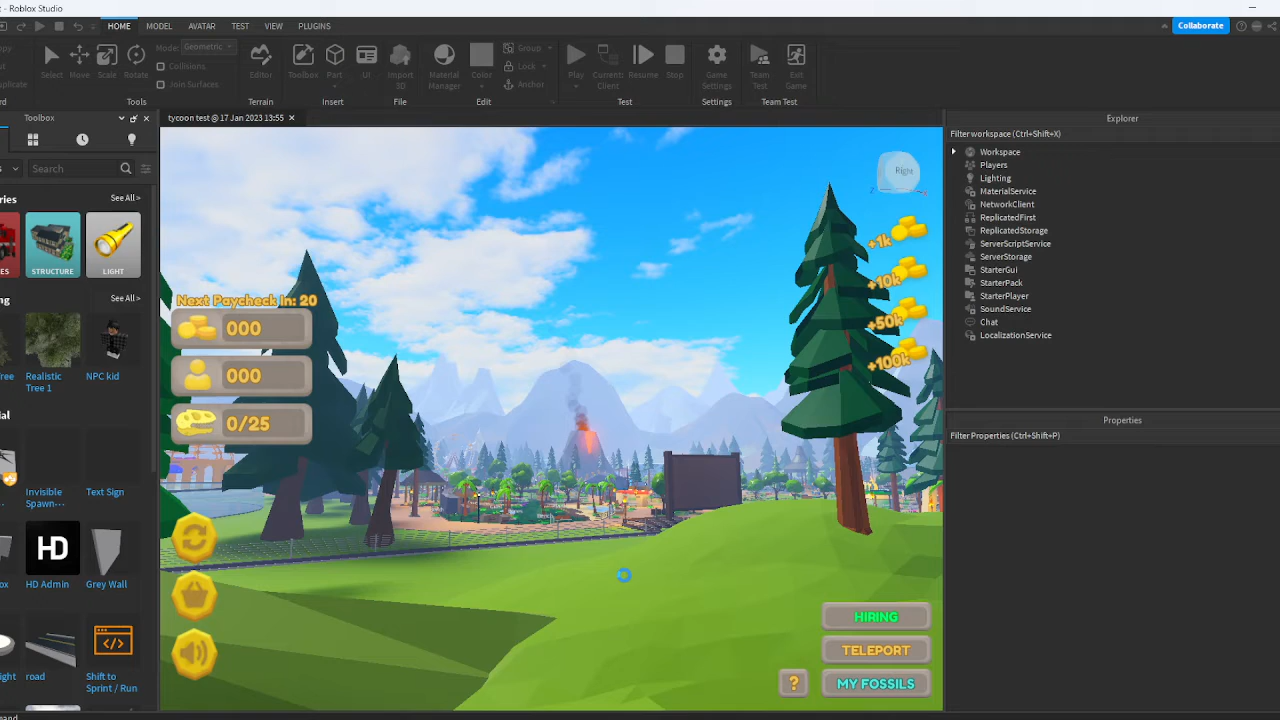 t - Roblox Studio
HOME MODEL AVATAR TEST VIEW PLUGINS
Collaborate
Mode: Geometric
Collisions
Join Surfaces
Select Move Scale Rotate
Editor
Toolbox Part UI Import 3D
Material Manager Color
Group
Lock
Anchor
Play Current: Client Resume Stop
Game Settings
Team Test Exit Game
Tools Terrain Insert File Edit Test Settings Team Test
Toolbox
tycoon test @ 17 Jan 2023 13:55
Search
See All >
STRUCTURE
LIGHT
See All >
Realistic Tree 1
NPC kid
Invisible Spawn-···
Text Sign
HD
HD Admin
Grey Wall
road
Shift to Sprint / Run
Right
+1k
+10k
+50k
+100k
Next Paycheck In: 20
000
000
0/25
HIRING
TELEPORT
?
MY FOSSILS
Explorer
Filter workspace (Ctrl+Shift+X)
Workspace
Players
Lighting
MaterialService
NetworkClient
ReplicatedFirst
ReplicatedStorage
ServerScriptService
ServerStorage
StarterGui
StarterPack
StarterPlayer
SoundService
Chat
LocalizationService
Properties
Filter Properties (Ctrl+Shift+P)